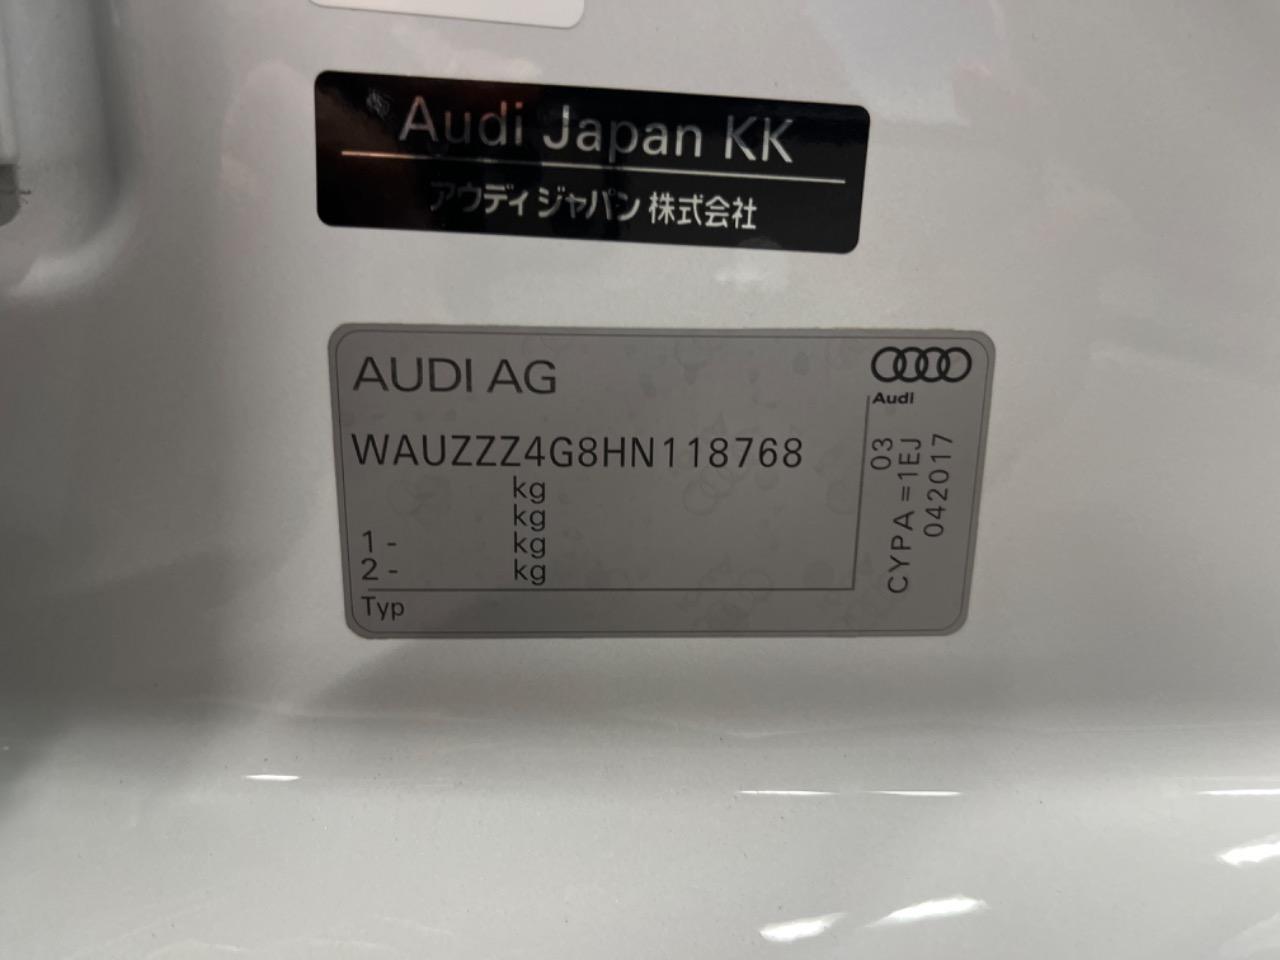 Audi Japan KK
アウディ ジャパン 株式会社
AUDI AG
Audi
WAUZZZ4G8HN118768
kg
kg
1 - kg
2 - kg
Typ
03
CYPA =1EJ
042017